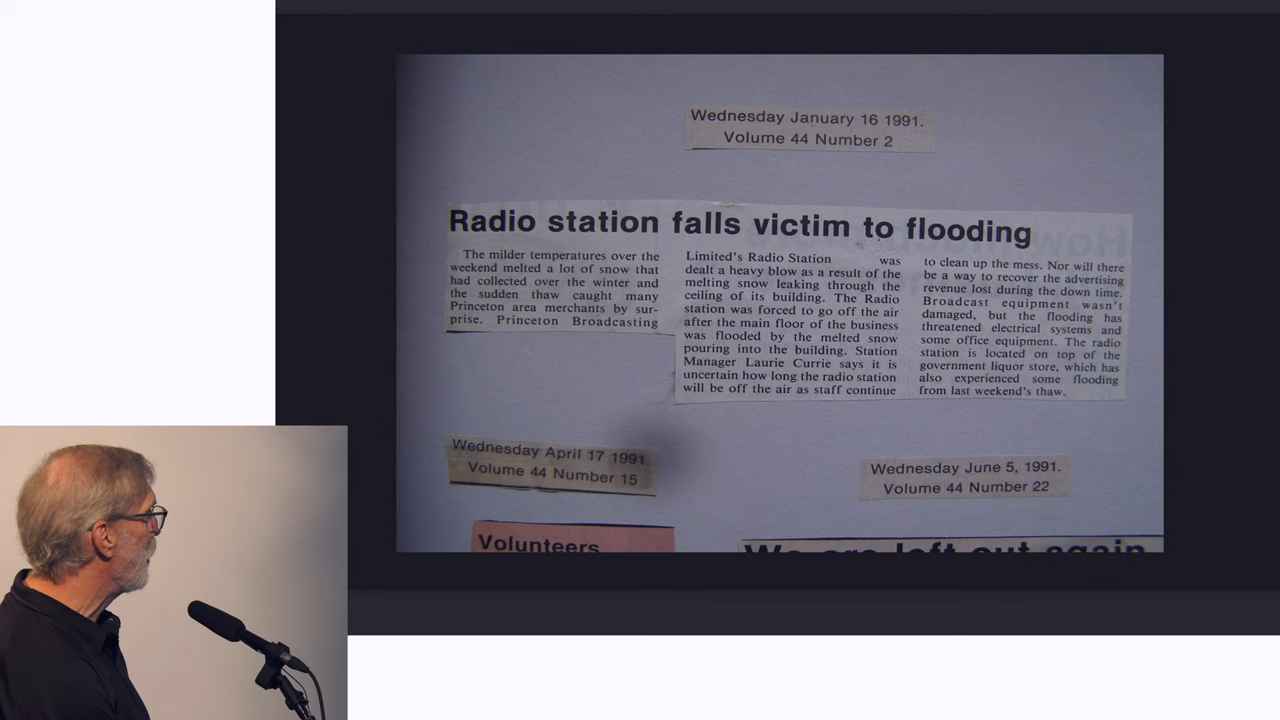 Wednesday January 16 1991.
Volume 44 Number 2
Radio station falls victim to flooding
The milder temperatures over the
weekend melted a lot of snow that
had collected over the winter and
the sudden thaw caught many
Princeton area merchants by sur-
prise. Princeton Broadcasting
Limited's Radio Station was
dealt a heavy blow as a result of the
melting snow leaking through the
ceiling of its building. The Radio
station was forced to go off the air
after the main floor of the business
was flooded by the melted snow
pouring into the building. Station
Manager Laurie Currie says it is
uncertain how long the radio station
will be off the air as staff continue
to clean up the mess. Nor will there
be a way to recover the advertising
revenue lost during the down time.
Broadcast equipment wasn't
damaged, but the flooding has
threatened electrical systems and
some office equipment. The radio
station is located on top of the
government liquor store, which has
also experienced some flooding
from last weekend's thaw.
Wednesday April 17 1991.
Volume 44 Number 15
Wednesday June 5, 1991.
Volume 44 Number 22
Volunteers
We are left out again